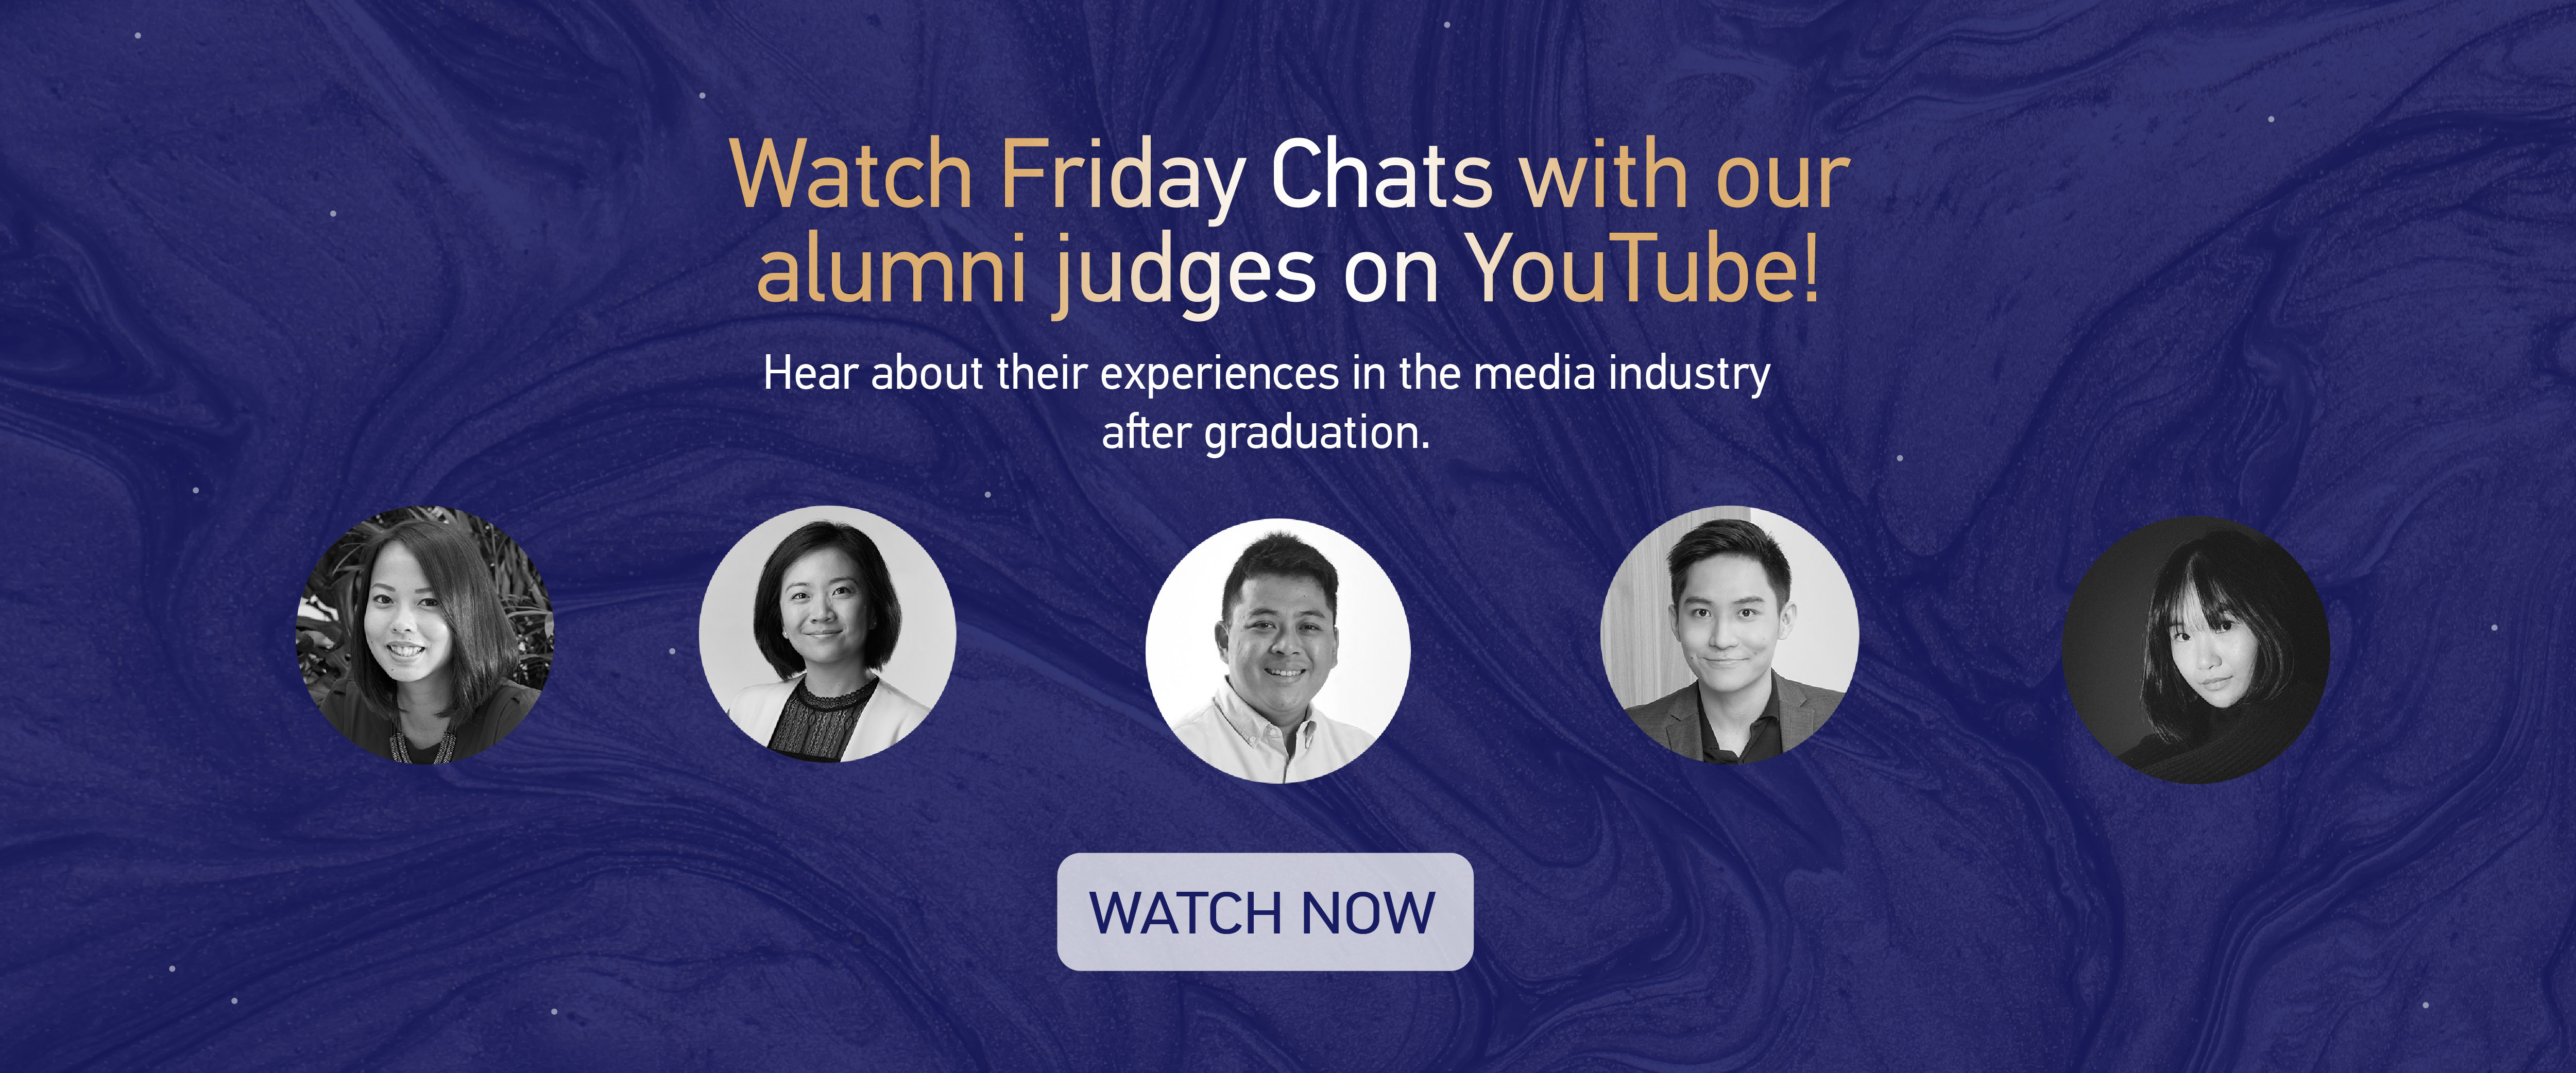 Watch Friday Chats with our
alumni judges on YouTube!
Hear about their experiences in the media industry
after graduation.
WATCH NOW